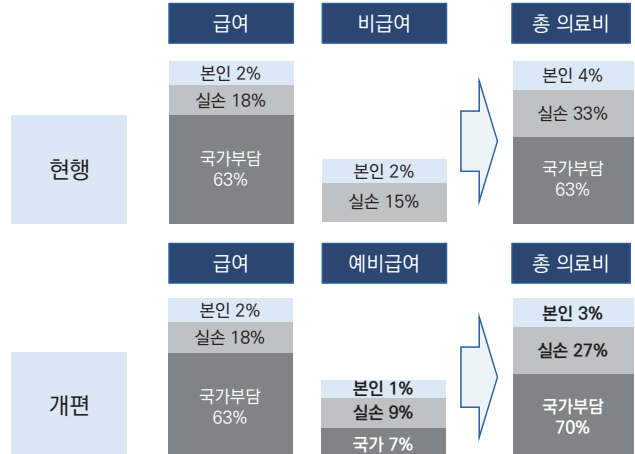 급여 비급여 총 의료비
현행
본인 2%
실손 18%
국가부담
63%
본인 2%
실손 15%
본인 4%
실손 33%
국가부담
63%
급여 예비급여 총 의료비
개편
본인 2%
실손 18%
국가부담
63%
본인 1%
실손 9%
국가 7%
본인 3%
실손 27%
국가부담
70%